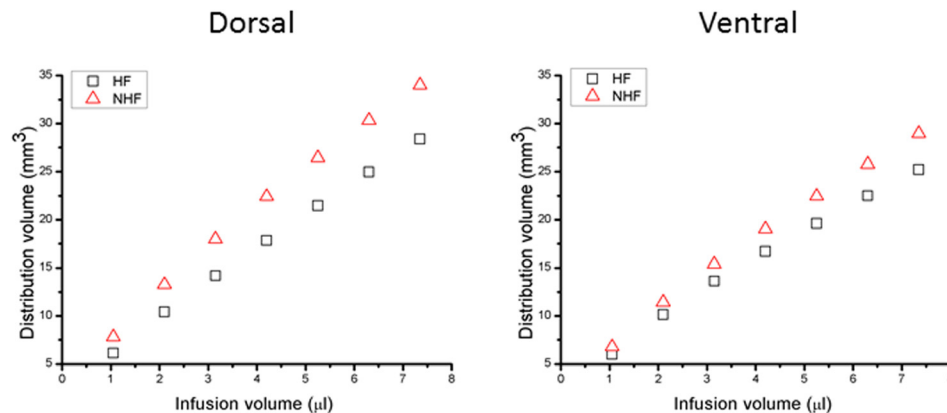 Dorsal
Ventral
HF
NHF
35
30
25
20
15
10
5
Distribution volume (mm³)
0 1 2 3 4 5 6 7 8
Infusion volume (μl)
HF
NHF
35
30
25
20
15
10
5
Distribution volume (mm³)
0 1 2 3 4 5 6 7
Infusion volume (μl)